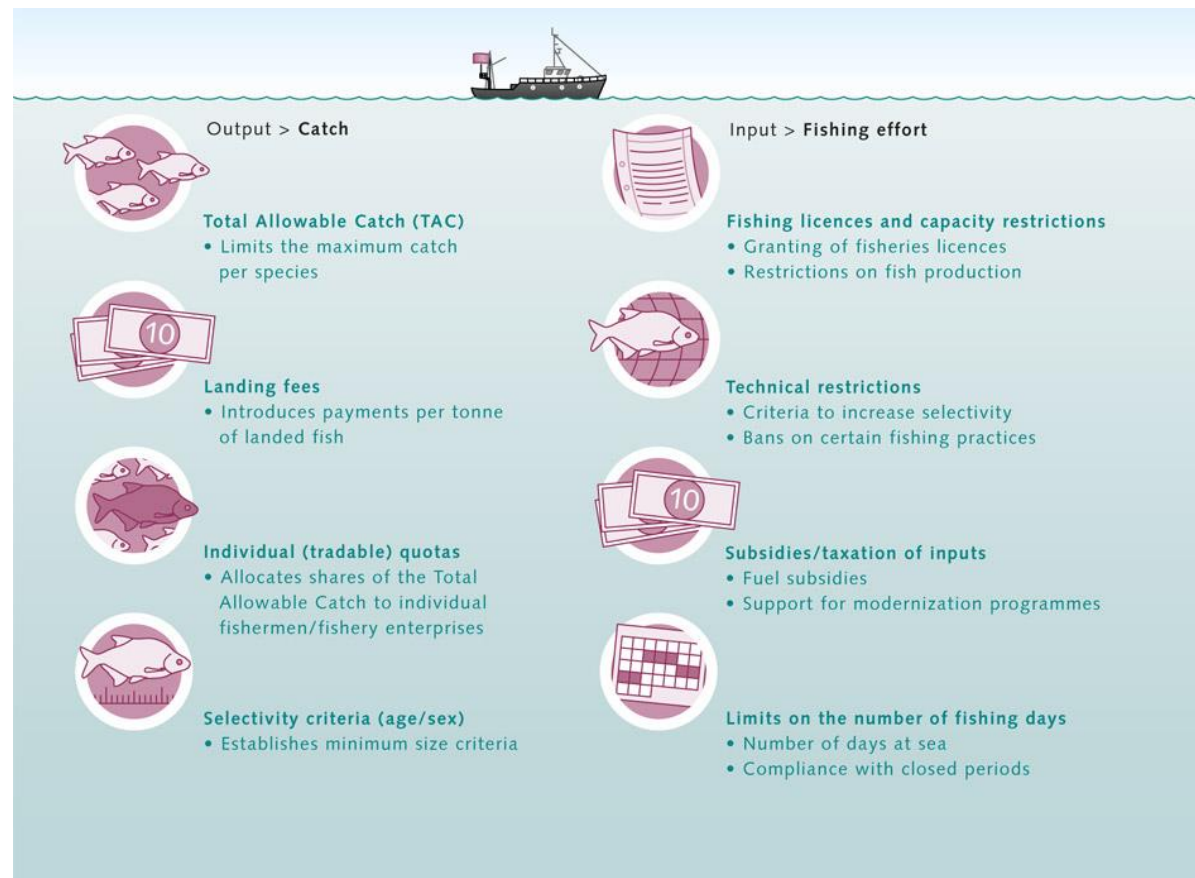 Output > Catch
Total Allowable Catch (TAC)
• Limits the maximum catch
per species
10
Landing fees
• Introduces payments per tonne
of landed fish
Individual (tradable) quotas
• Allocates shares of the Total
Allowable Catch to individual
fishermen/fishery enterprises
Selectivity criteria (age/sex)
• Establishes minimum size criteria
Input > Fishing effort
Fishing licences and capacity restrictions
• Granting of fisheries licences
• Restrictions on fish production
Technical restrictions
• Criteria to increase selectivity
• Bans on certain fishing practices
10
Subsidies/taxation of inputs
• Fuel subsidies
• Support for modernization programmes
Limits on the number of fishing days
• Number of days at sea
• Compliance with closed periods